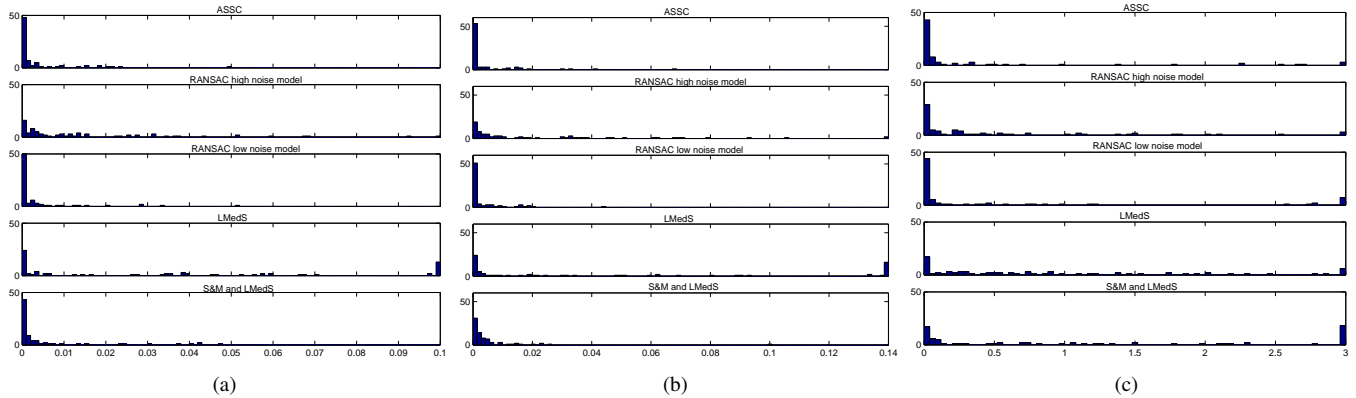 ASSC
50
0
RANSAC high noise model
50
0
RANSAC low noise model
50
0
LMedS
50
0
S&M and LMedS
50
0
0 0.01 0.02 0.03 0.04 0.05 0.06 0.07 0.08 0.09 0.1
(a)
ASSC
50
0
RANSAC high noise model
50
0
RANSAC low noise model
50
0
LMedS
50
0
S&M and LMedS
50
0
0 0.02 0.04 0.06 0.08 0.1 0.12 0.14
(b)
ASSC
50
0
RANSAC high noise model
50
0
RANSAC low noise model
50
0
LMedS
50
0
S&M and LMedS
50
0
0 0.5 1 1.5 2 2.5 3
(c)